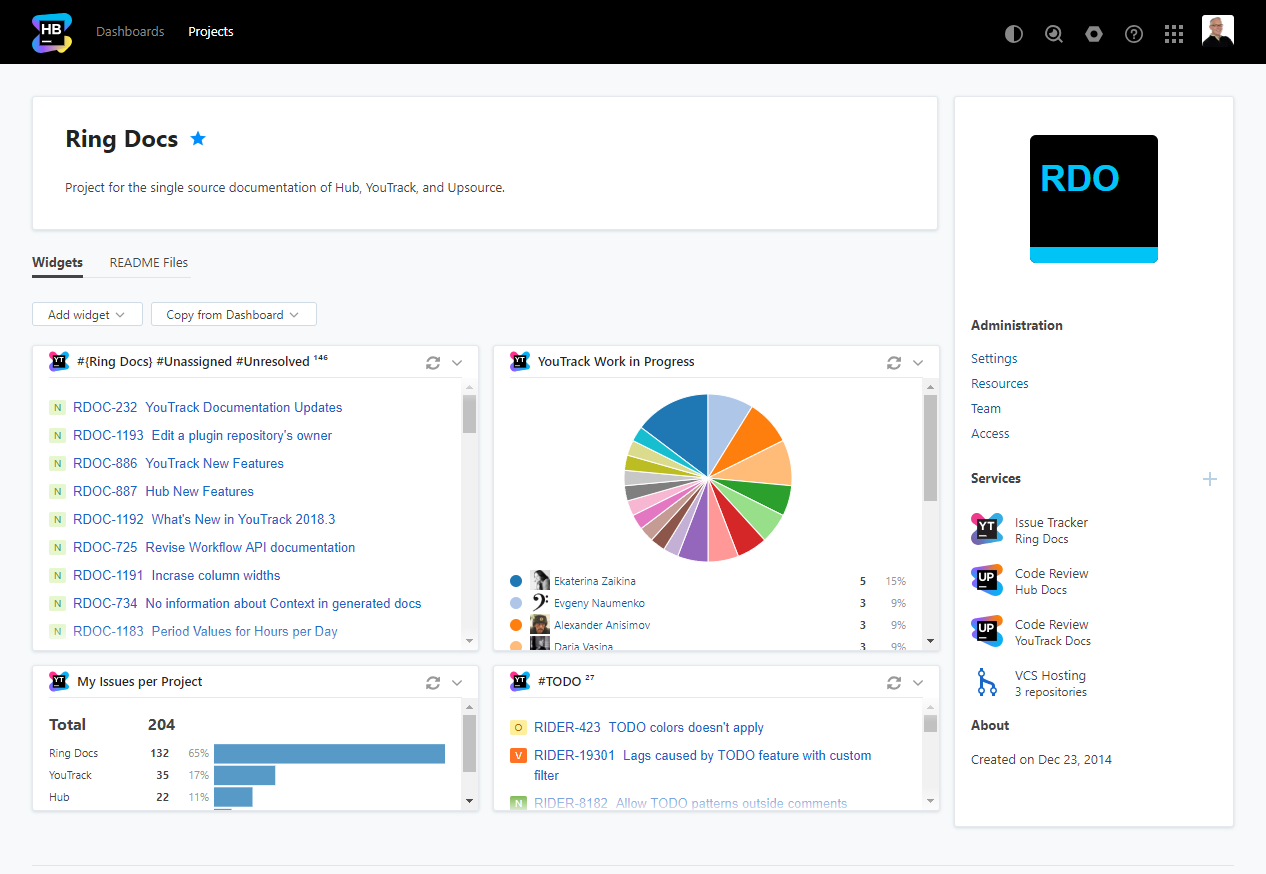 HB
Dashboards
Projects
Ring Docs
Project for the single source documentation of Hub, YouTrack, and Upsource.
Widgets
README Files
Add widget
Copy from Dashboard
YT
#{Ring Docs} #Unassigned #Unresolved 146
N RDOC-232 YouTrack Documentation Updates
N RDOC-1193 Edit a plugin repository's owner
N RDOC-886 YouTrack New Features
N RDOC-887 Hub New Features
N RDOC-1192 What's New in YouTrack 2018.3
N RDOC-725 Revise Workflow API documentation
N RDOC-1191 Incrase column widths
N RDOC-734 No information about Context in generated docs
N RDOC-1183 Period Values for Hours per Day
YT
YouTrack Work in Progress
Ekaterina Zaikina 5 15%
Evgeny Naumenko 3 9%
Alexander Anisimov 3 9%
Daria Vasina 3 9%
YT
My Issues per Project
Total 204
Ring Docs 132 65%
YouTrack 35 17%
Hub 22 11%
YT
#TODO 27
O RIDER-423 TODO colors doesn't apply
V RIDER-19301 Lags caused by TODO feature with custom
filter
N RIDER-8182 Allow TODO patterns outside comments
RDO
Administration
Settings
Resources
Team
Access
Services
YT
Issue Tracker
Ring Docs
UP
Code Review
Hub Docs
UP
Code Review
YouTrack Docs
VCS Hosting
3 repositories
About
Created on Dec 23, 2014